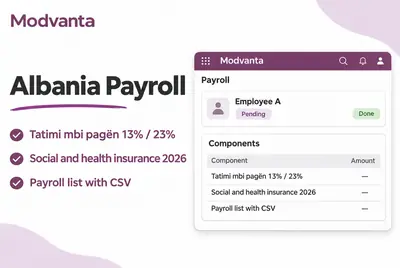 Modvanta
Albania Payroll
Tatimi mbi pagën 13% / 23%
Social and health insurance 2026
Payroll list with CSV
Modvanta
Payroll
Employee A
Pending
Done
Components
Component Amount
Tatimi mbi pagën 13% / 23% —
Social and health insurance 2026 —
Payroll list with CSV —